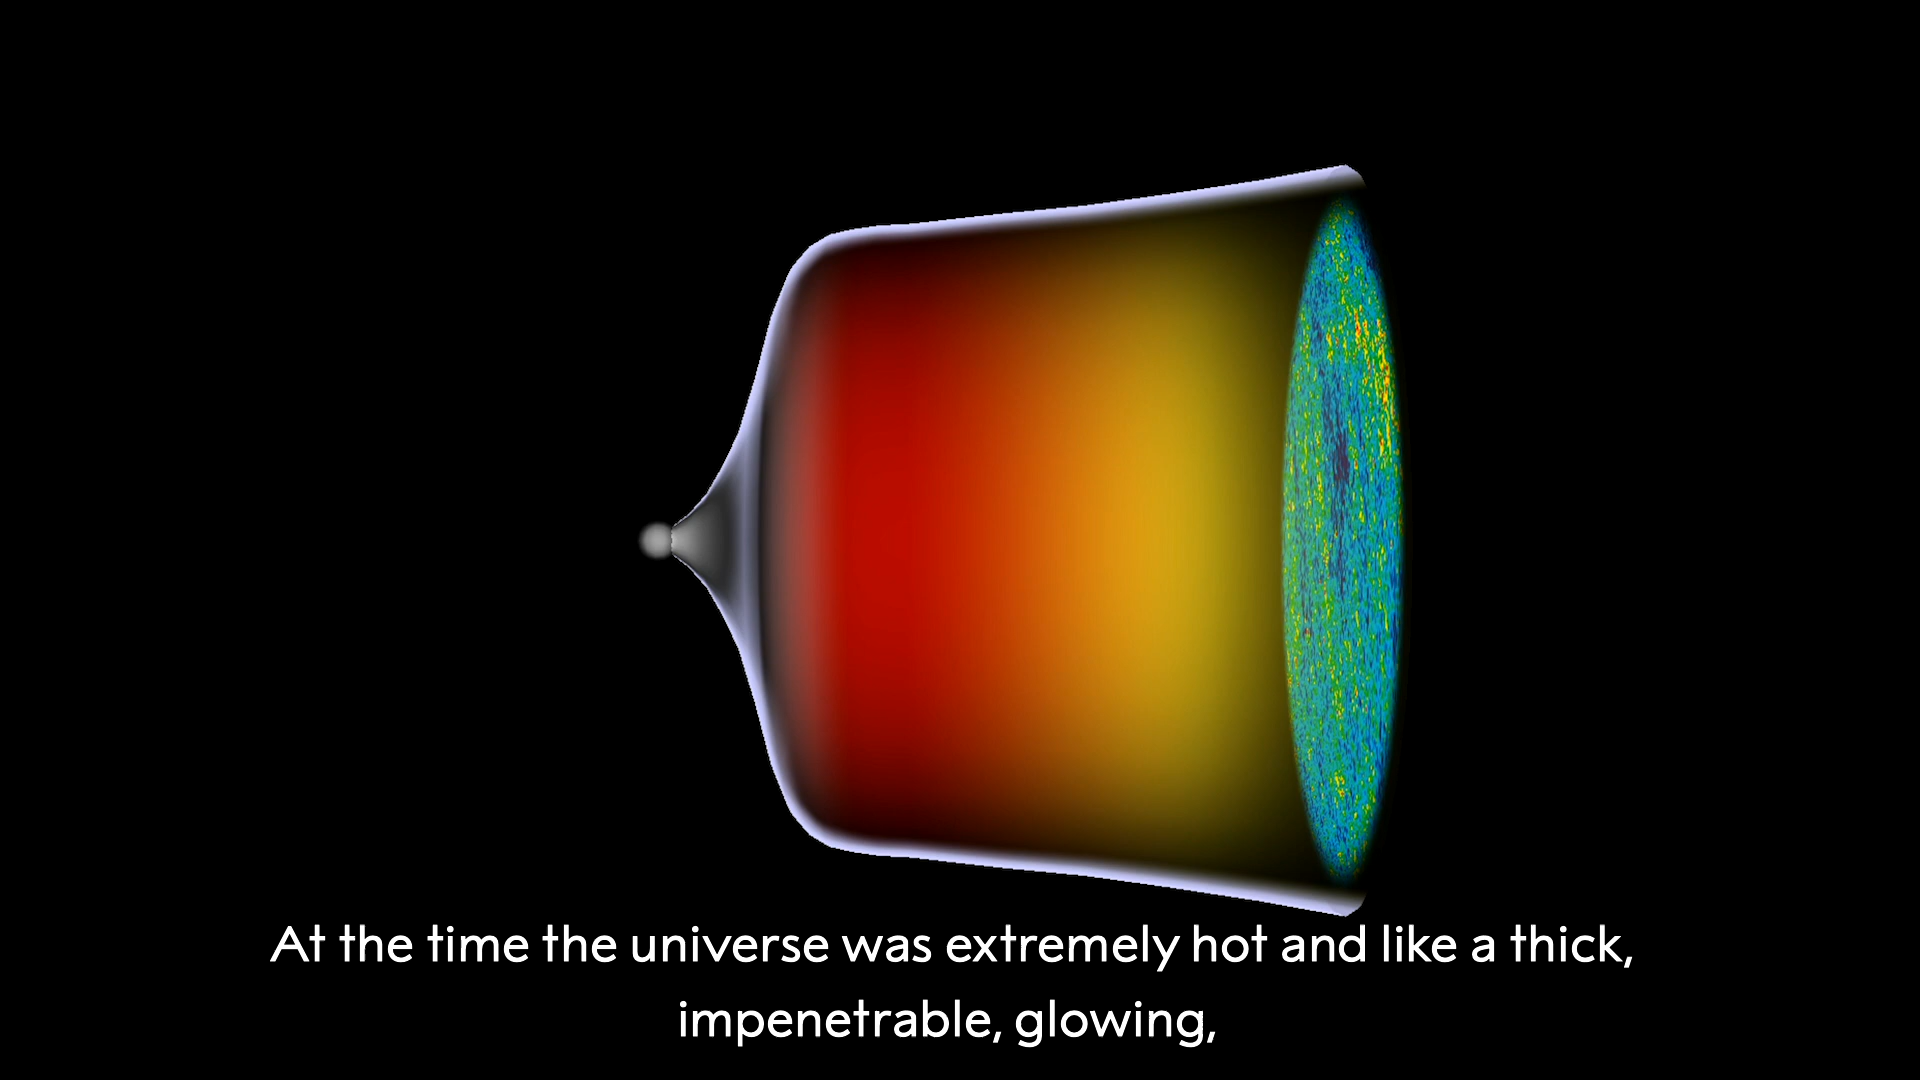 At the time the universe was extremely hot and like a thick,
impenetrable, glowing,